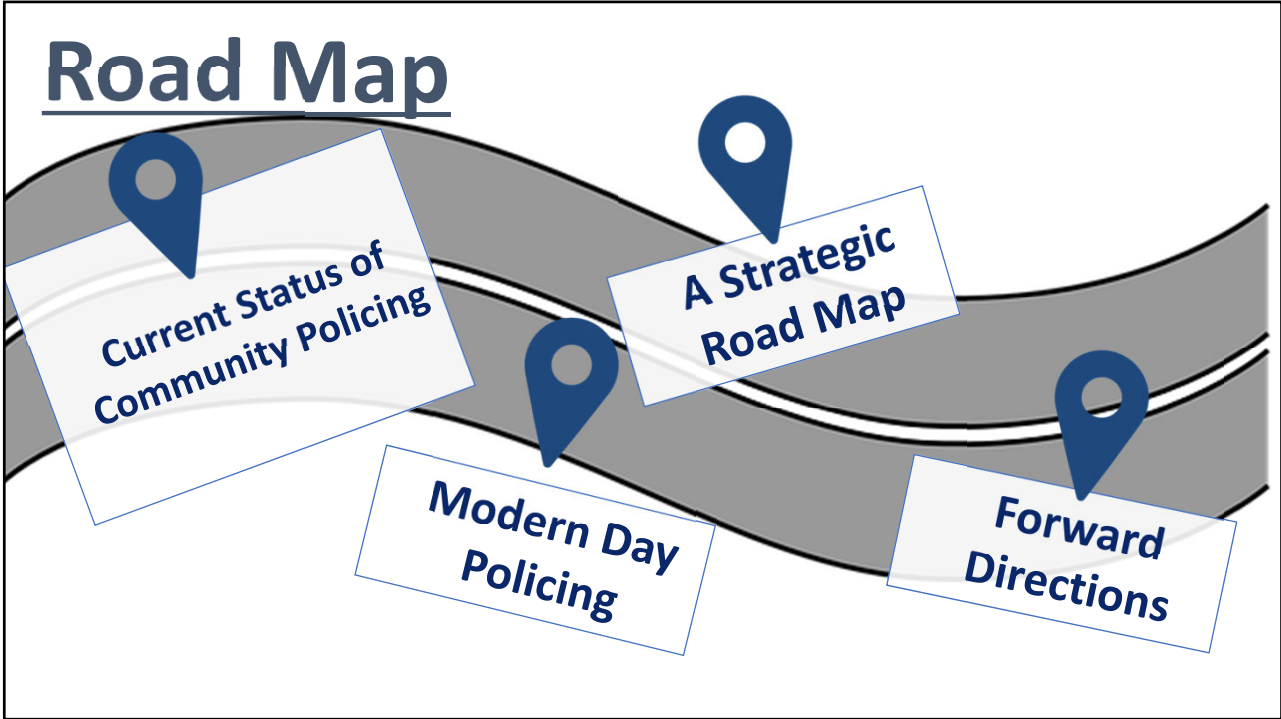 Road Map
Current Status of
Community Policing
Modern Day
Policing
A Strategic
Road Map
Forward
Directions